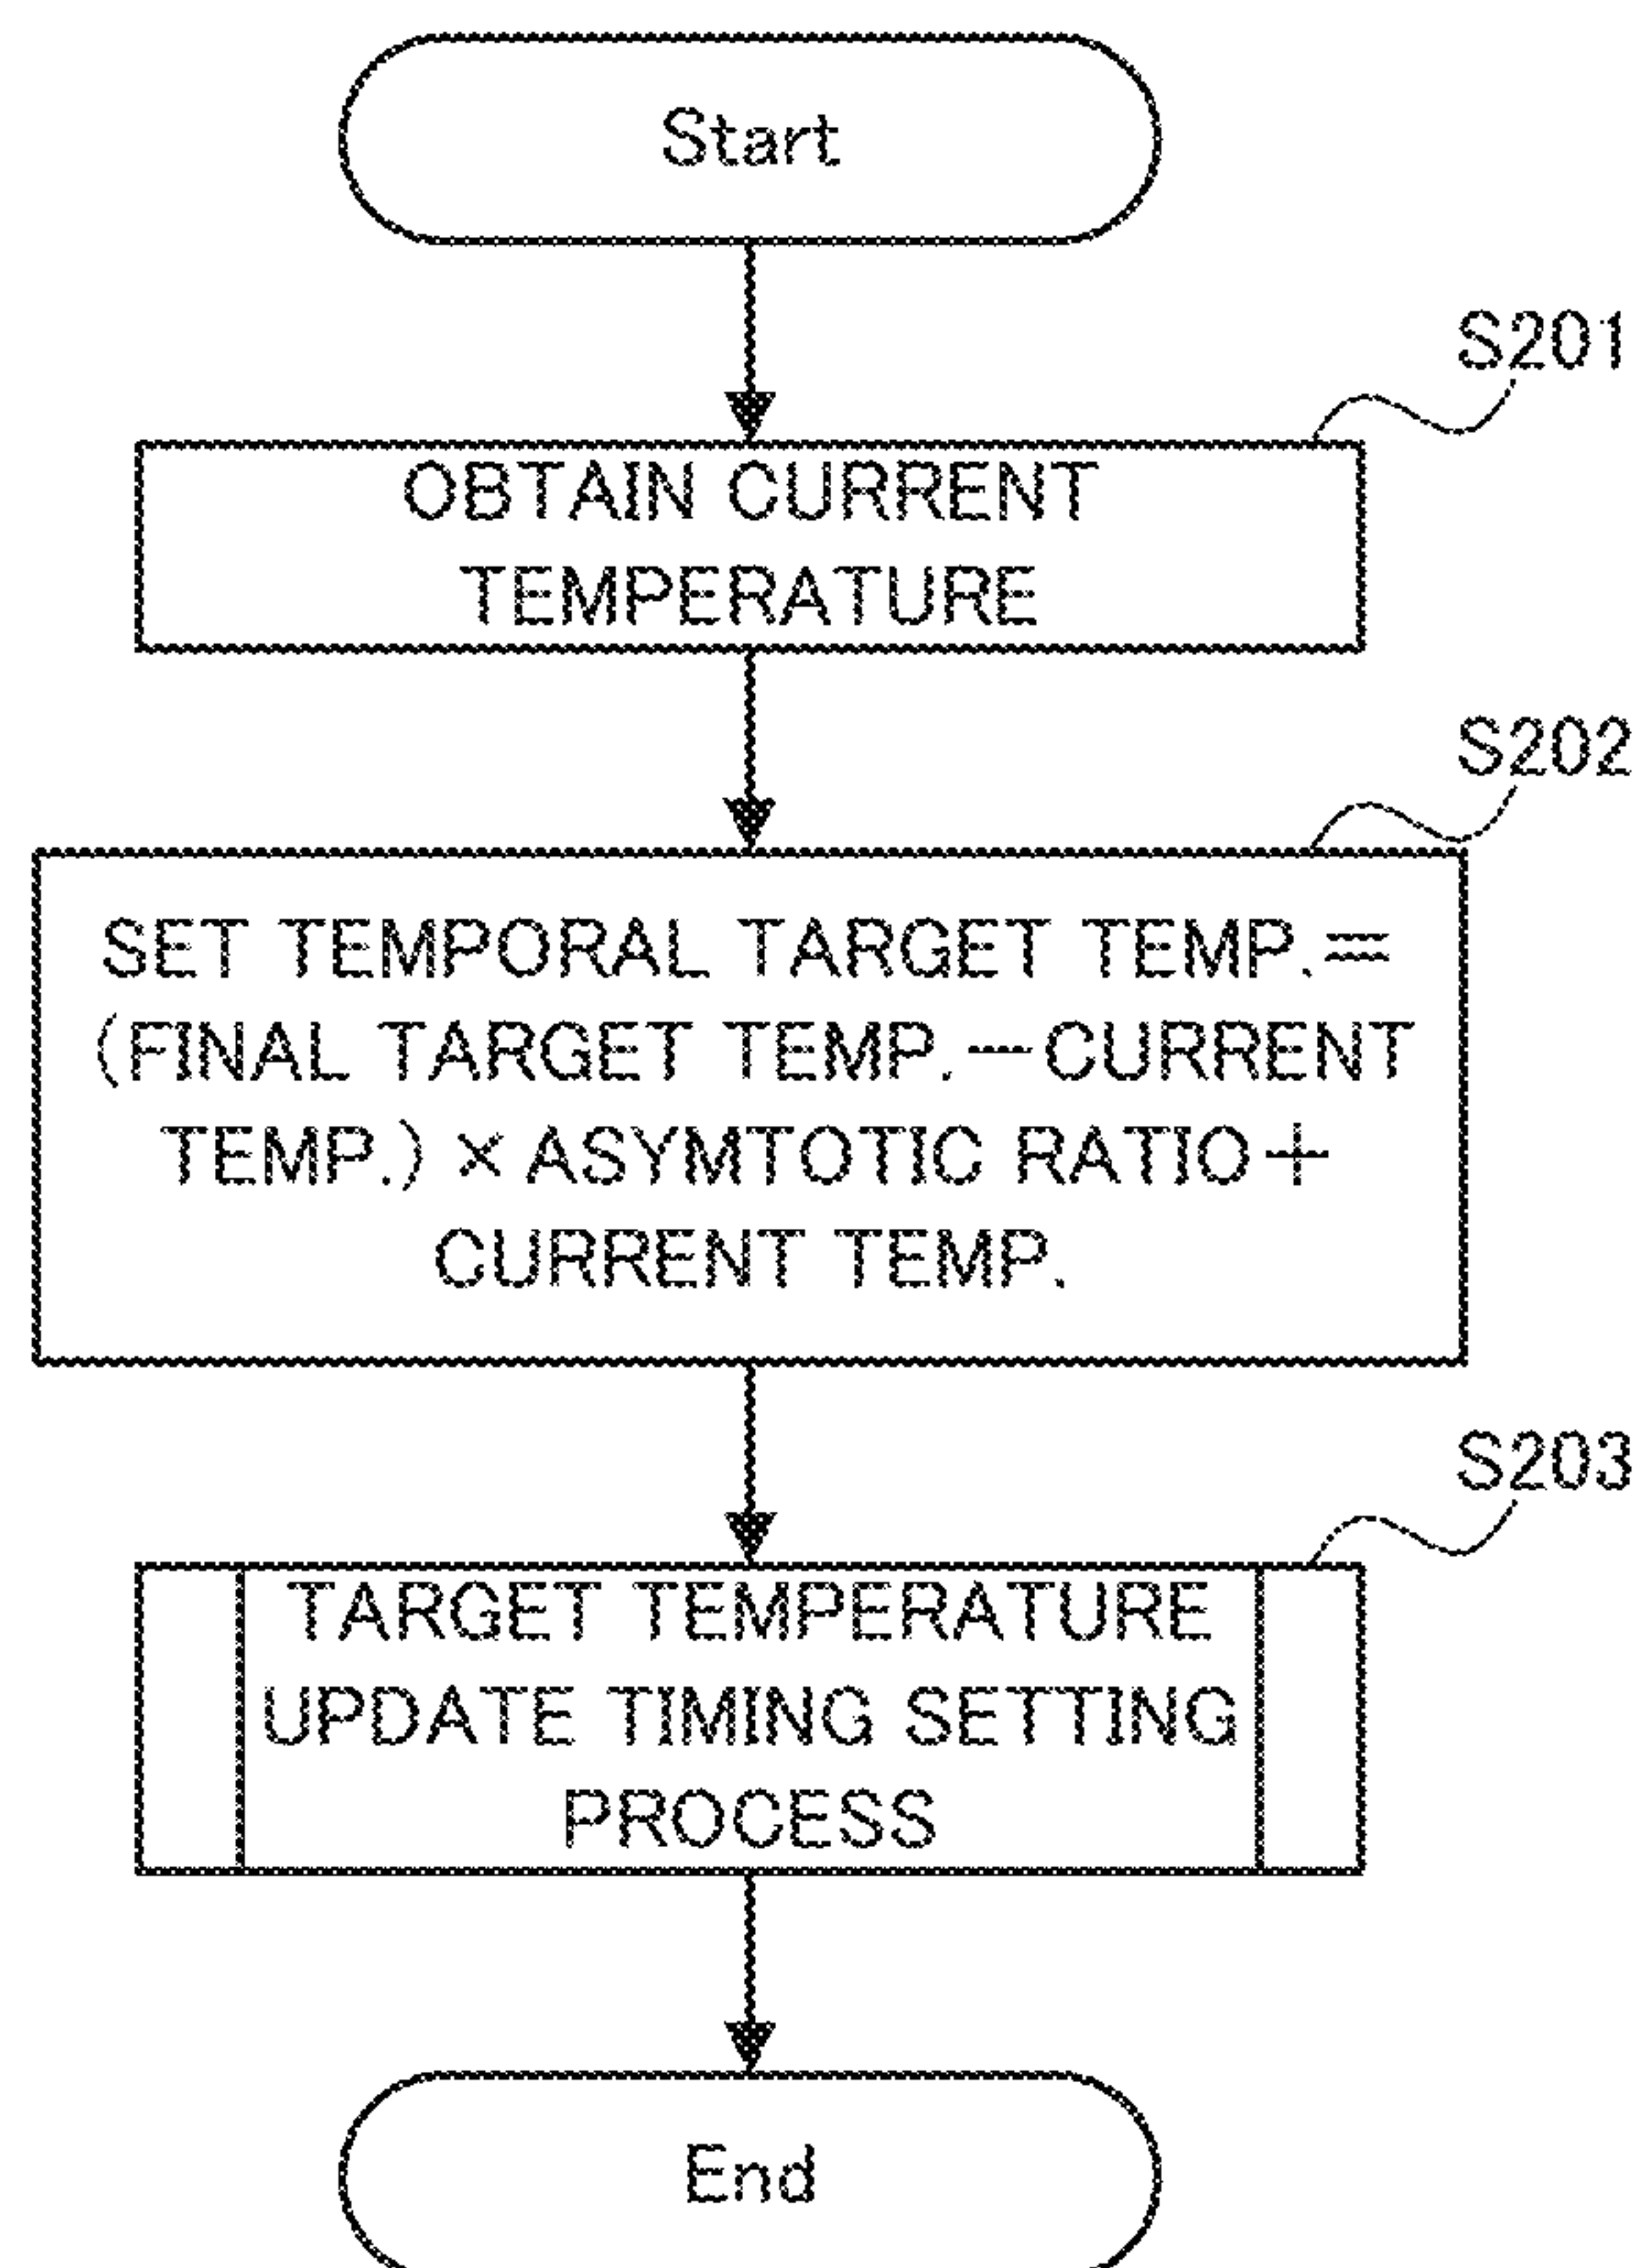 Start
S201
OBTAIN CURRENT
TEMPERATURE
S202
SET TEMPORAL TARGET TEMP.=
(FINAL TARGET TEMP.−CURRENT
TEMP.) × ASYMTOTIC RATIO+
CURRENT TEMP.
S203
TARGET TEMPERATURE
UPDATE TIMING SETTING
PROCESS
End